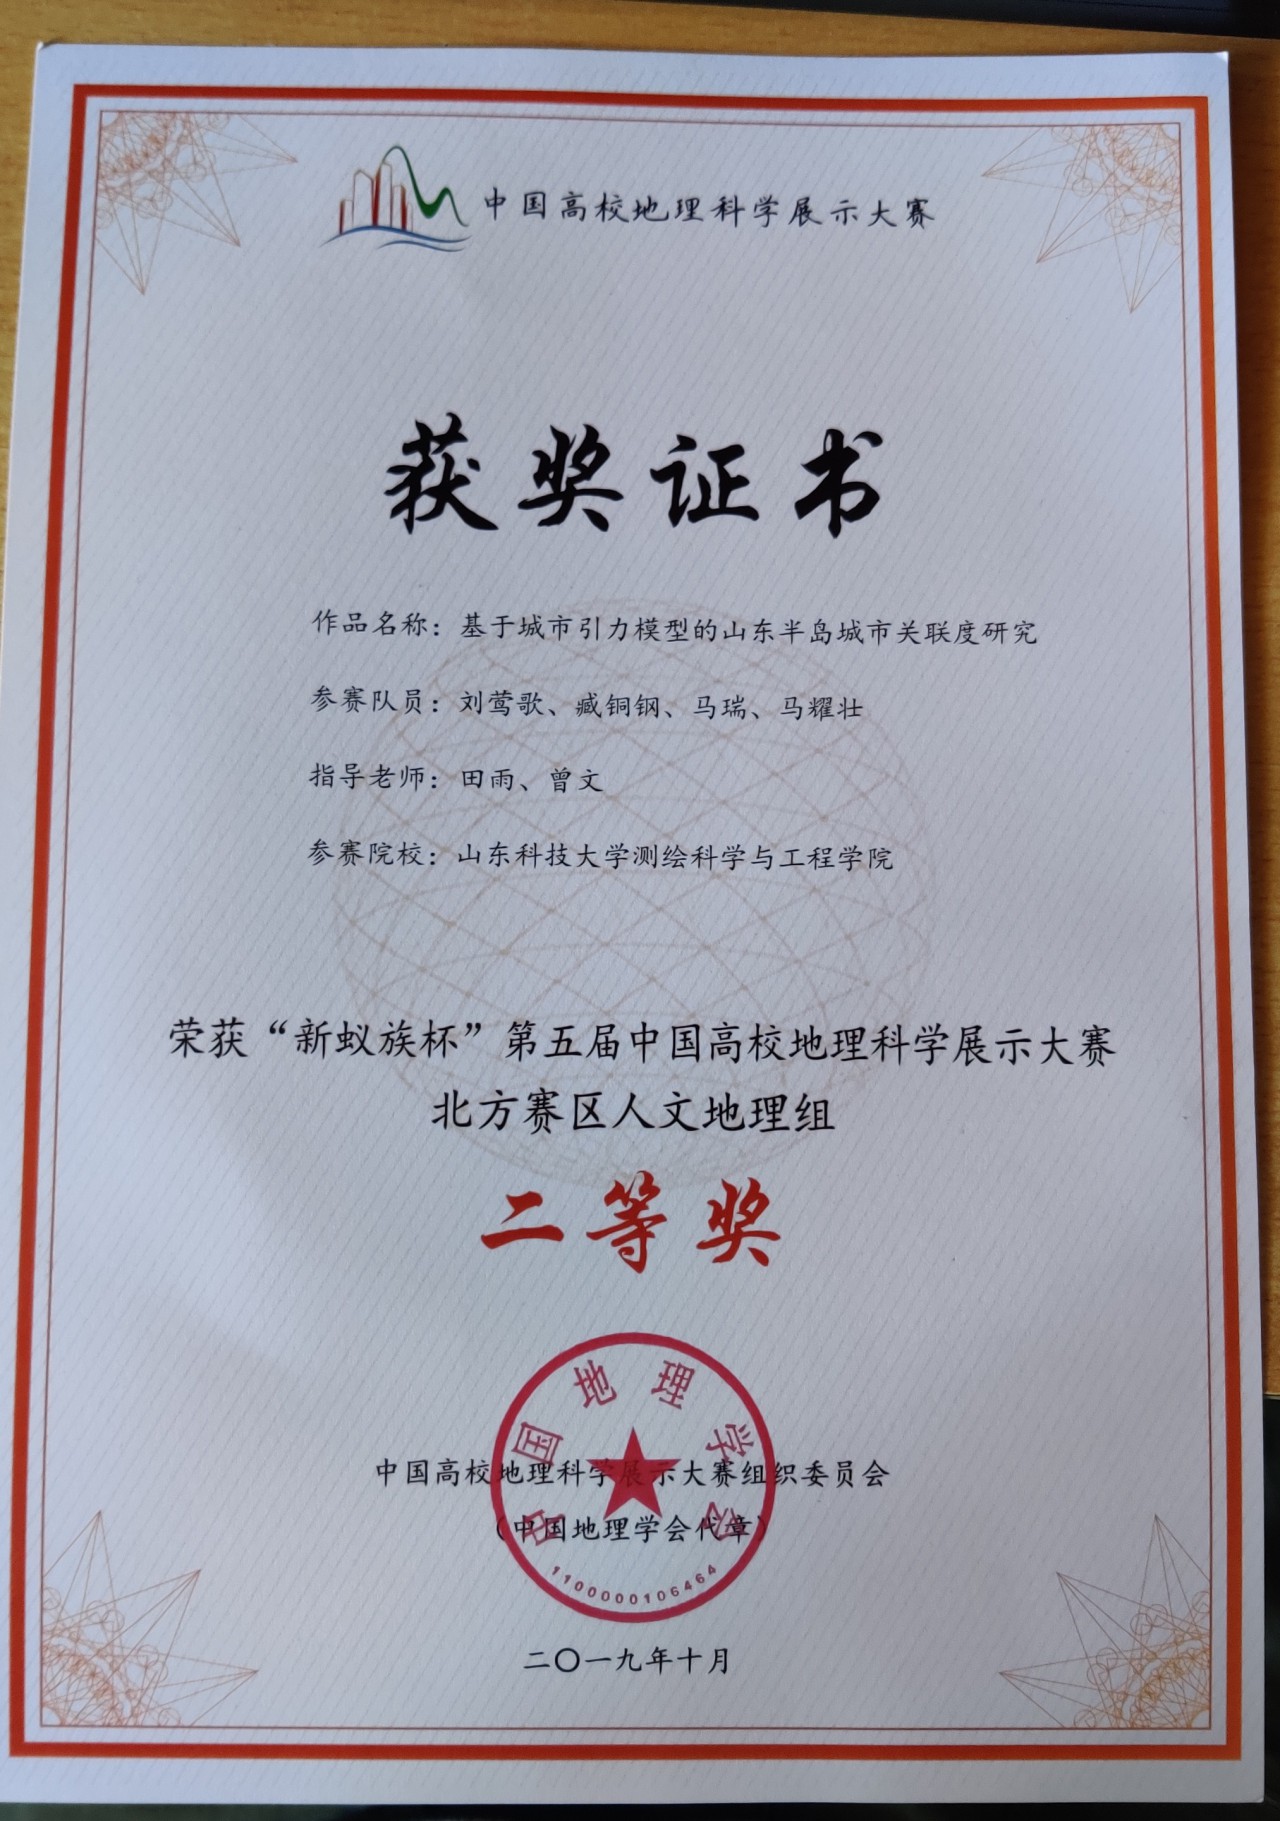 中国高校地理科学展示大赛
获奖证书
作品名称：基于城市引力模型的山东半岛城市关联度研究
参赛队员：刘莺歌、臧铜钢、马瑞、马耀壮
指导老师：田雨、曾文
参赛院校：山东科技大学测绘科学与工程学院
荣获“新蚁族杯”第五届中国高校地理科学展示大赛
北方赛区人文地理组
二等奖
中国地理学会
中国高校地理科学展示大赛组织委员会
（中国地理学会代章）
1100000106464
二〇一九年十月